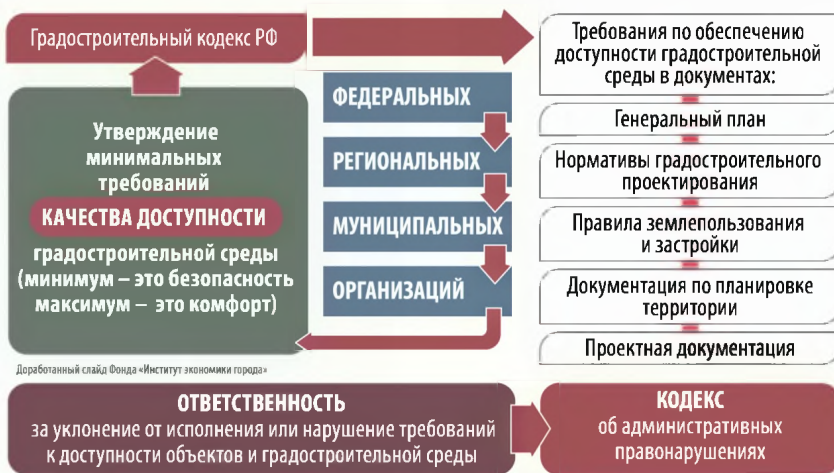 Градостроительный кодекс РФ
Утверждение
минимальных
требований
КАЧЕСТВА ДОСТУПНОСТИ
градостроительной среды
(минимум – это безопасность
максимум – это комфорт)
ФЕДЕРАЛЬНЫХ
РЕГИОНАЛЬНЫХ
МУНИЦИПАЛЬНЫХ
ОРГАНИЗАЦИЙ
Требования по обеспечению
доступности градостроительной
среды в документах:
Генеральный план
Нормативы градостроительного
проектирования
Правила землепользования
и застройки
Документация по планировке
территории
Проектная документация
Доработанный слайд Фонда «Институт экономики города»
ОТВЕТСТВЕННОСТЬ
за уклонение от исполнения или нарушение требований
к доступности объектов и градостроительной среды
КОДЕКС
об административных
правонарушениях